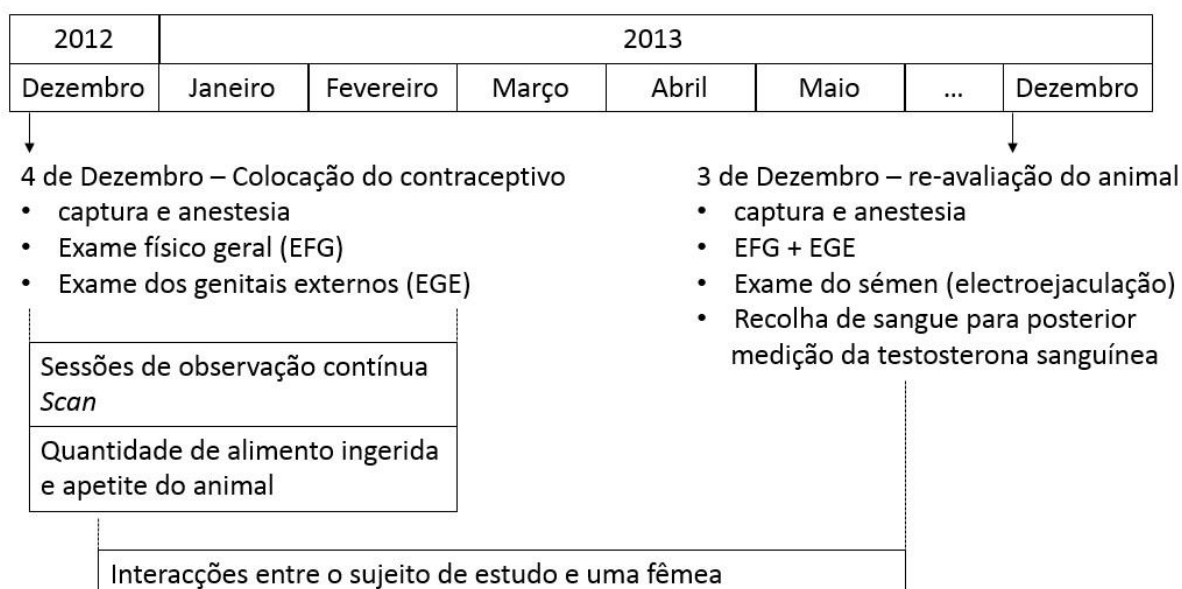 2012 2013
Dezembro Janeiro Fevereiro Março Abril Maio ... Dezembro
4 de Dezembro – Colocação do contraceptivo
• captura e anestesia
• Exame físico geral (EFG)
• Exame dos genitais externos (EGE)
3 de Dezembro – re-avaliação do animal
• captura e anestesia
• EFG + EGE
• Exame do sémen (electroejaculação)
• Recolha de sangue para posterior
medição da testosterona sanguínea
Sessões de observação contínua
Scan
Quantidade de alimento ingerida
e apetite do animal
Interacções entre o sujeito de estudo e uma fêmea